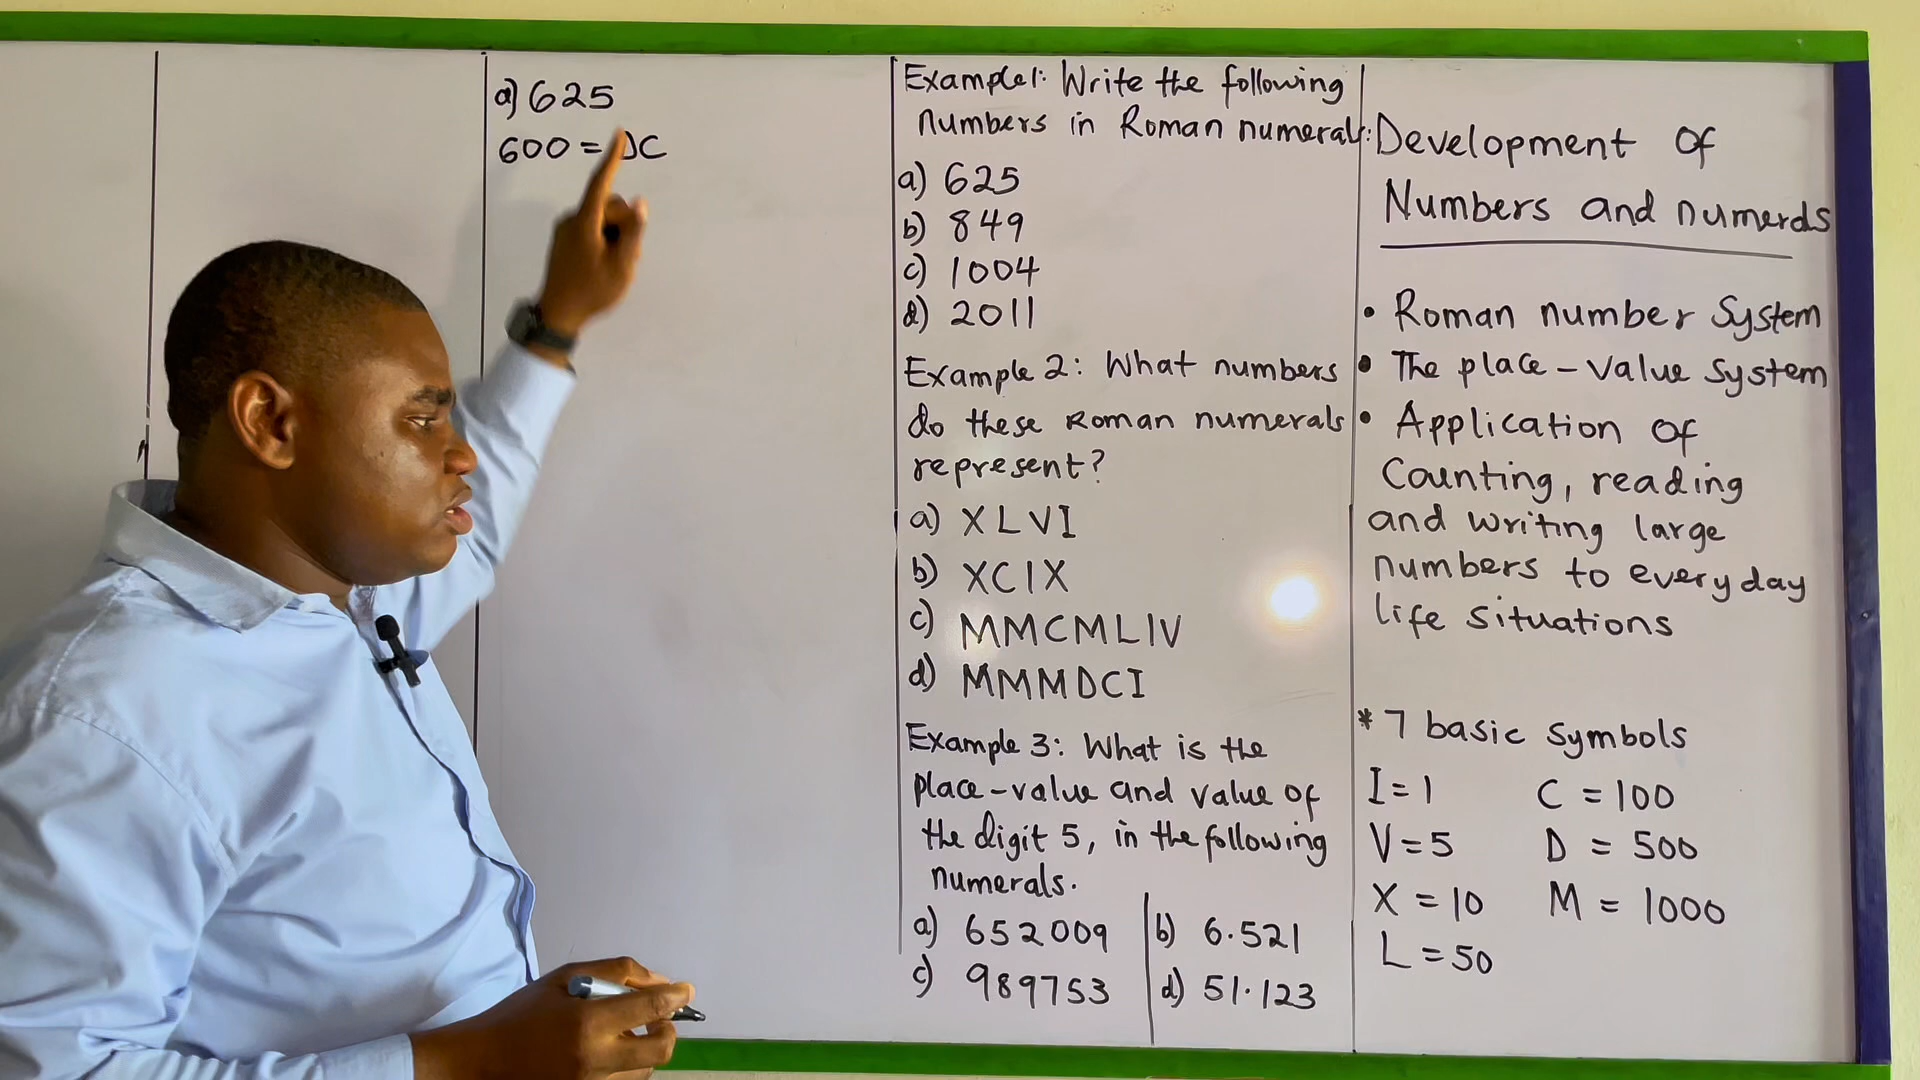 a) 625
600 = DC
Example 1: Write the following
numbers in Roman numerals:
a) 625
b) 849
c) 1004
d) 2011
Example 2: What numbers
do these Roman numerals
represent?
a) XLVI
b) XCIX
c) MMCMLIV
d) MMMDCI
Example 3: What is the
place-value and value of
the digit 5, in the following
numerals.
a) 652009
b) 6.521
c) 989753
d) 51.123
Development of
Numbers and numerals
• Roman number System
• The place-value System
• Application of
Counting, reading
and writing large
numbers to everyday
life situations
* 7 basic symbols
I = 1
C = 100
V = 5
D = 500
X = 10
M = 1000
L = 50